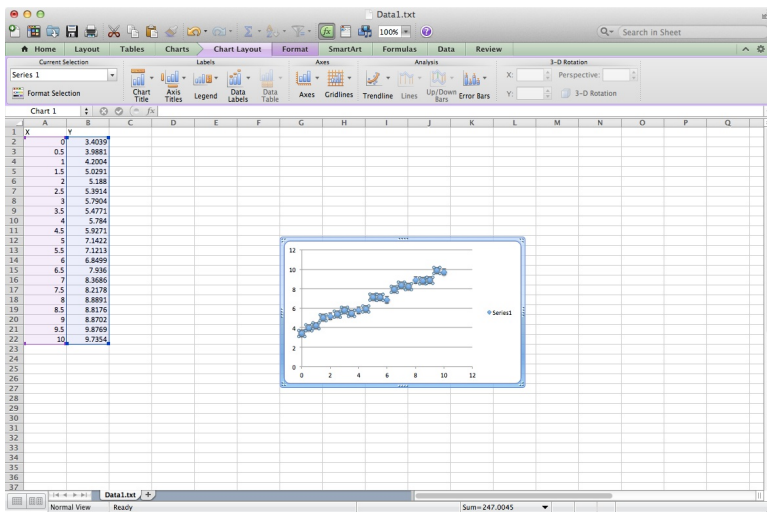 Data1.txt
100%
Search in Sheet
Home Layout Tables Charts Chart Layout Format SmartArt Formulas Data Review
Current Selection Labels Axes Analysis 3-D Rotation
Series 1
Format Selection
Chart Title
Axis Titles
Legend
Data Labels
Data Table
Axes
Gridlines
Trendline
Lines
Up/Down Bars
Error Bars
X: Perspective:
Y: 3-D Rotation
Chart 1 fx
A B C D E F G H I J K L M N O P Q
1 X Y
2 0 3.4039
3 0.5 3.9881
4 1 4.2004
5 1.5 5.0291
6 2 5.188
7 2.5 5.3914
8 3 5.7904
9 3.5 5.4771
10 4 5.784
11 4.5 5.9271
12 5 7.1422
13 5.5 7.1213
14 6 6.8499
15 6.5 7.936
16 7 8.3686
17 7.5 8.2178
18 8 8.8891
19 8.5 8.8176
20 9 8.8702
21 9.5 9.8769
22 10 9.7354
23
24
25
26
27
28
29
30
31
32
33
34
35
36
37
12
10
8
6
4
2
0
0 2 4 6 8 10 12
Series1
Data1.txt
Normal View Ready Sum=247.0045